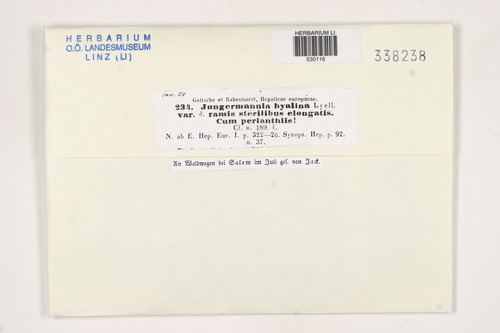 HERBARIUM
O.Ö. LANDESMUSEUM
LINZ (LI)
HERBARIUM LI
530116
338238
Gottsche et Rabenhorst, Hepaticae europaeae.
234. Jungermannia hyalina Lyell.
var. δ. ramis sterilibus elongatis.
Cum perianthiis!
Cf. n. 189.
N. ab E. Hep. Eur. I. p. 322—26. Synops. Hep. p. 92.
n. 37.
An Waldwegen bei Salem im Juli ges. von Jack.